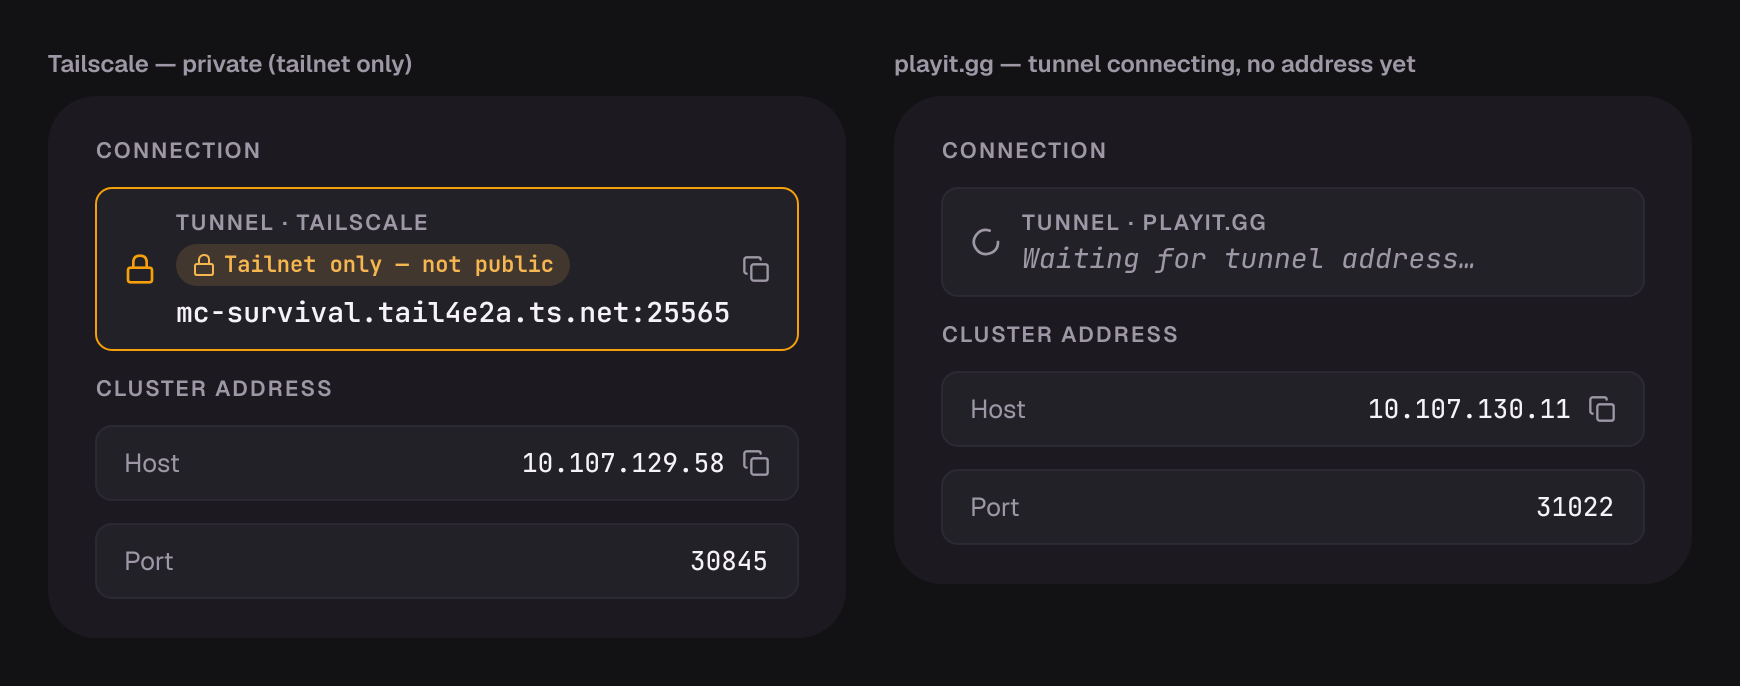 Tailscale — private (tailnet only)
CONNECTION
TUNNEL · TAILSCALE
Tailnet only — not public
mc-survival.tail4e2a.ts.net:25565
CLUSTER ADDRESS
Host 10.107.129.58
Port 30845
playit.gg — tunnel connecting, no address yet
CONNECTION
TUNNEL · PLAYIT.GG
Waiting for tunnel address…
CLUSTER ADDRESS
Host 10.107.130.11
Port 31022